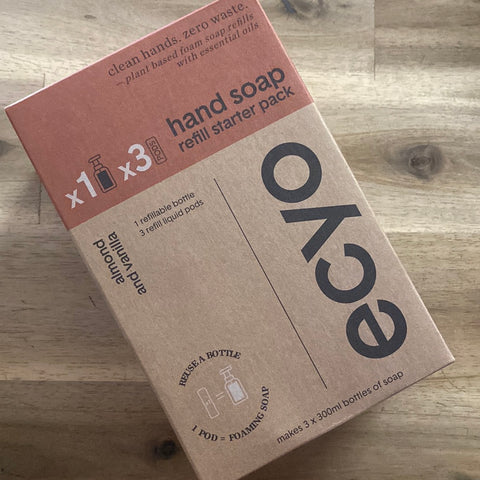 clean hands. zero waste.
– plant based foam soap refills
with essential oils
hand soap
refill starter pack
x1 x3 PODS
1 refillable bottle
3 refill liquid pods
almond
and vanilla
ecyo
REUSE A BOTTLE
1 POD = FOAMING SOAP
makes 3 x 300ml bottles of soap